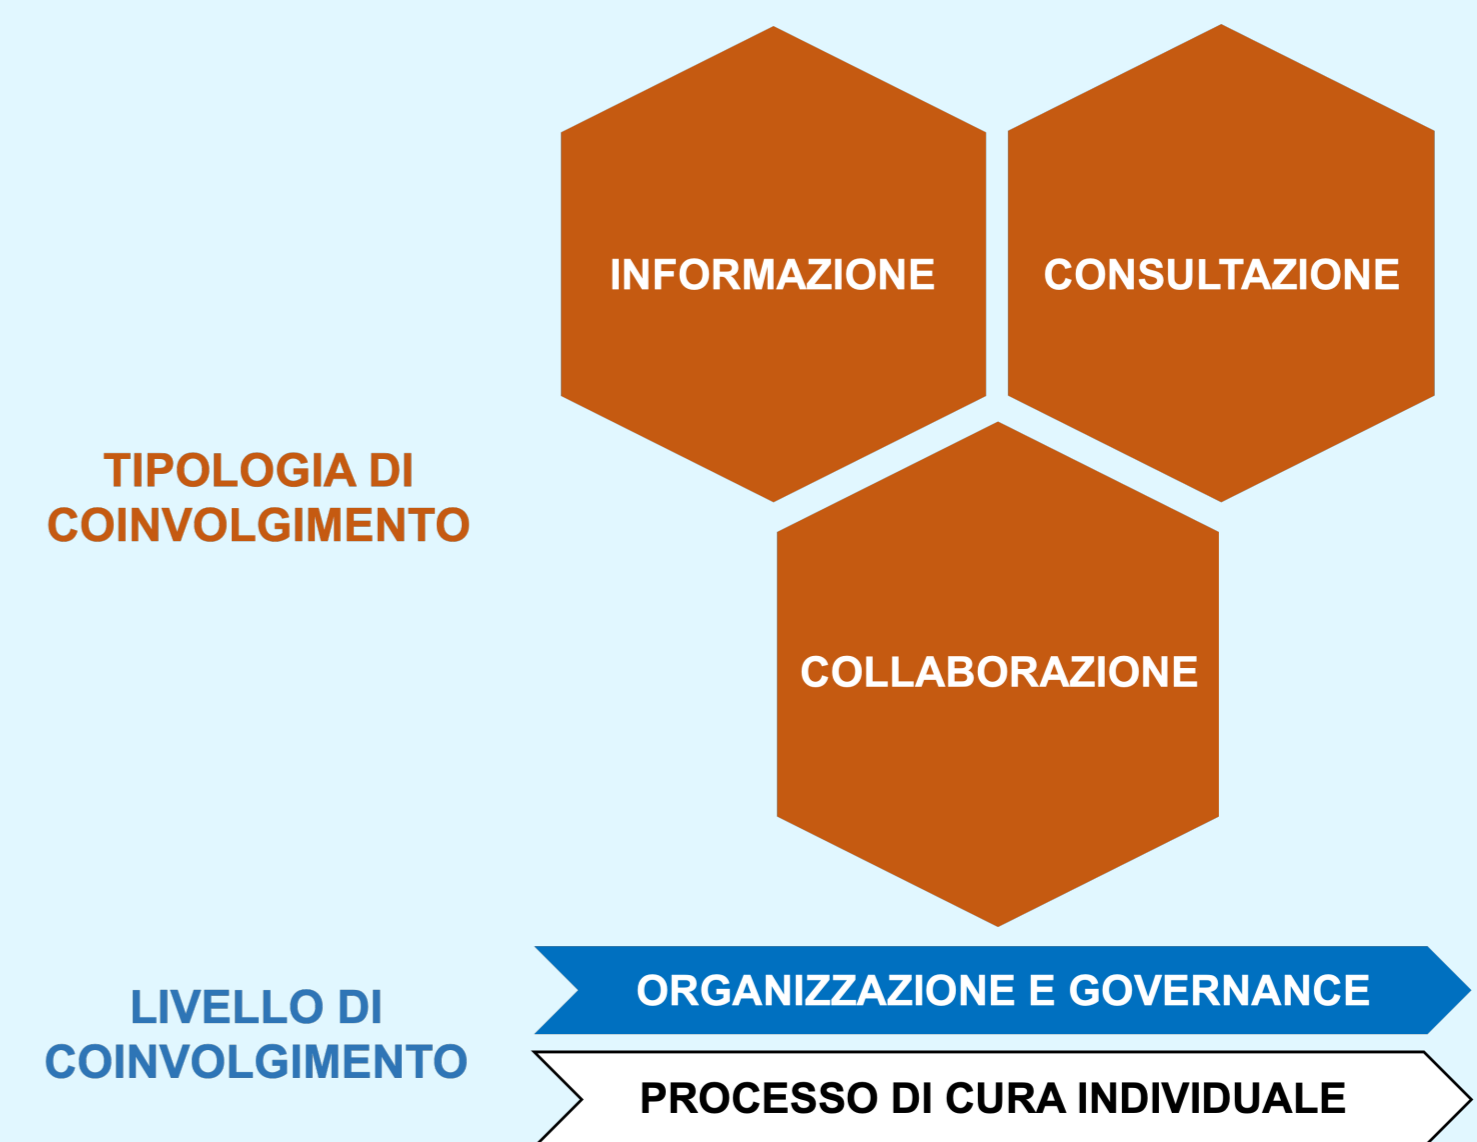 INFORMAZIONE
CONSULTAZIONE
TIPOLOGIA DI
COINVOLGIMENTO
COLLABORAZIONE
LIVELLO DI
COINVOLGIMENTO
ORGANIZZAZIONE E GOVERNANCE
PROCESSO DI CURA INDIVIDUALE